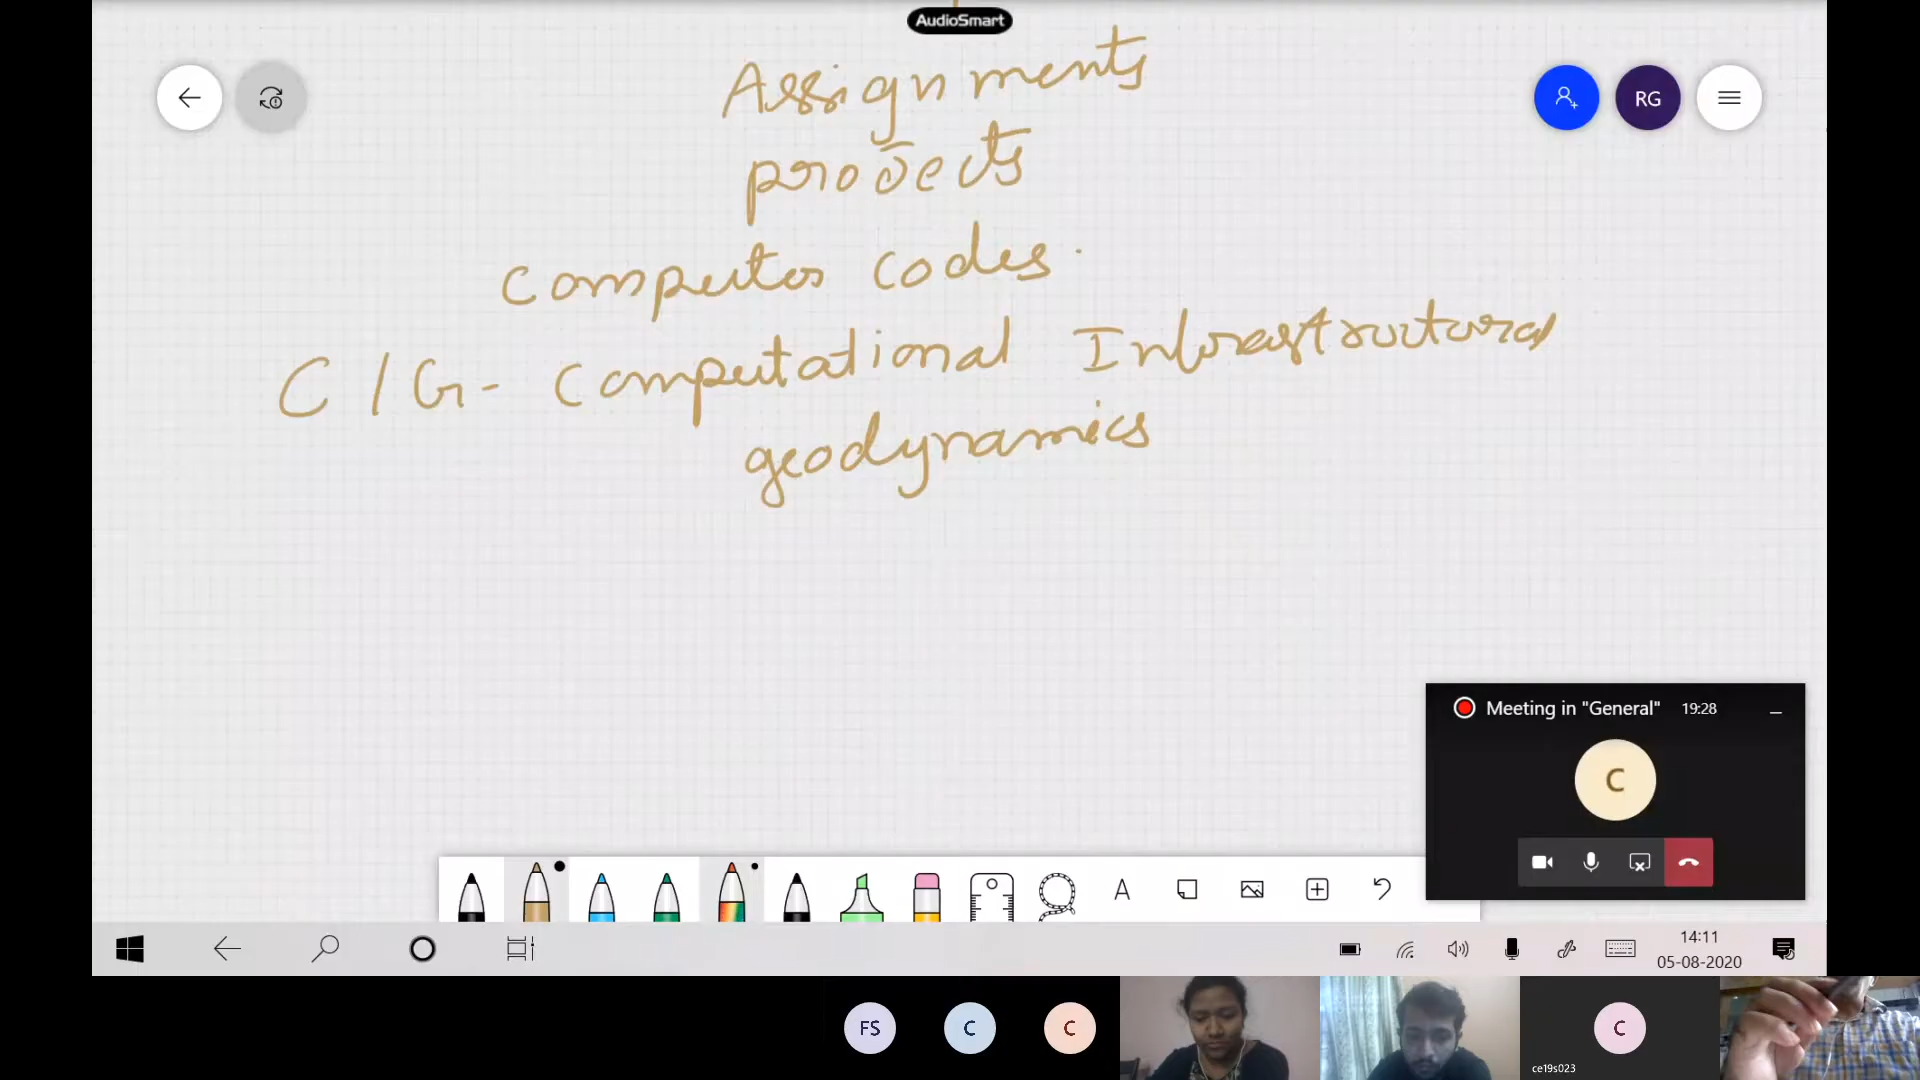 AudioSmart
Assignments
RG
projects
computer codes.
CIG- Computational Infrastructural
geodynamics
Meeting in "General" 19:28
C
A
14:11
05-08-2020
FS C C C
ce19s023